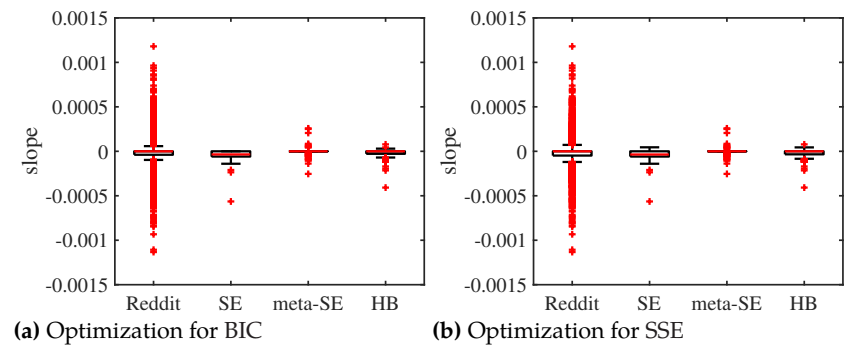 0.0015
0.001
0.0005
0
-0.0005
-0.001
-0.0015
slope
Reddit SE meta-SE HB
(a) Optimization for BIC
0.0015
0.001
0.0005
0
-0.0005
-0.001
-0.0015
slope
Reddit SE meta-SE HB
(b) Optimization for SSE